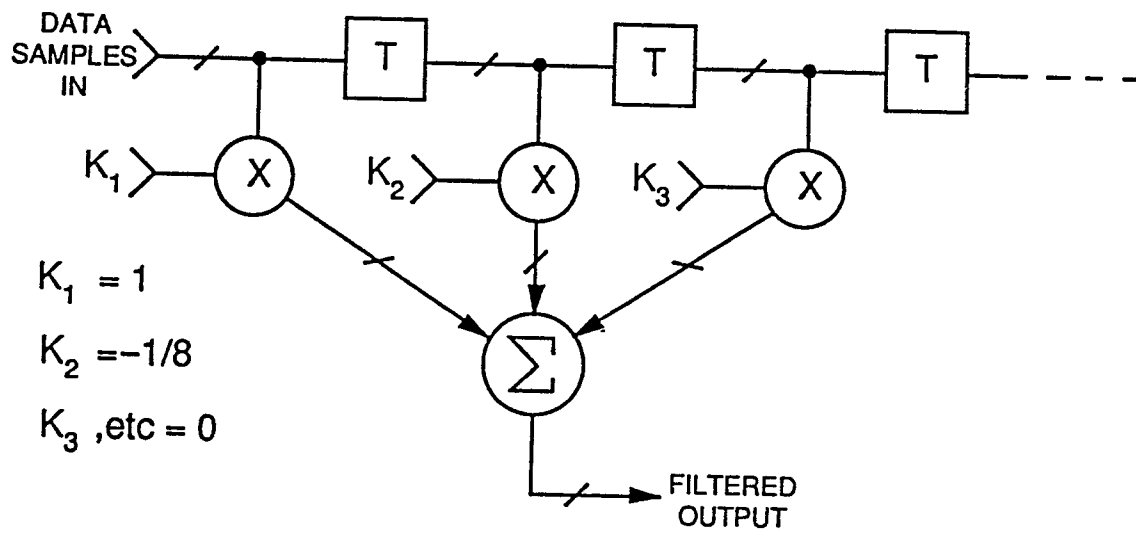 DATA
SAMPLES
IN
T
T
T
K1
X
K2
X
K3
X
K1 = 1
K2 =−1/8
K3 ,etc = 0
Σ
FILTERED
OUTPUT